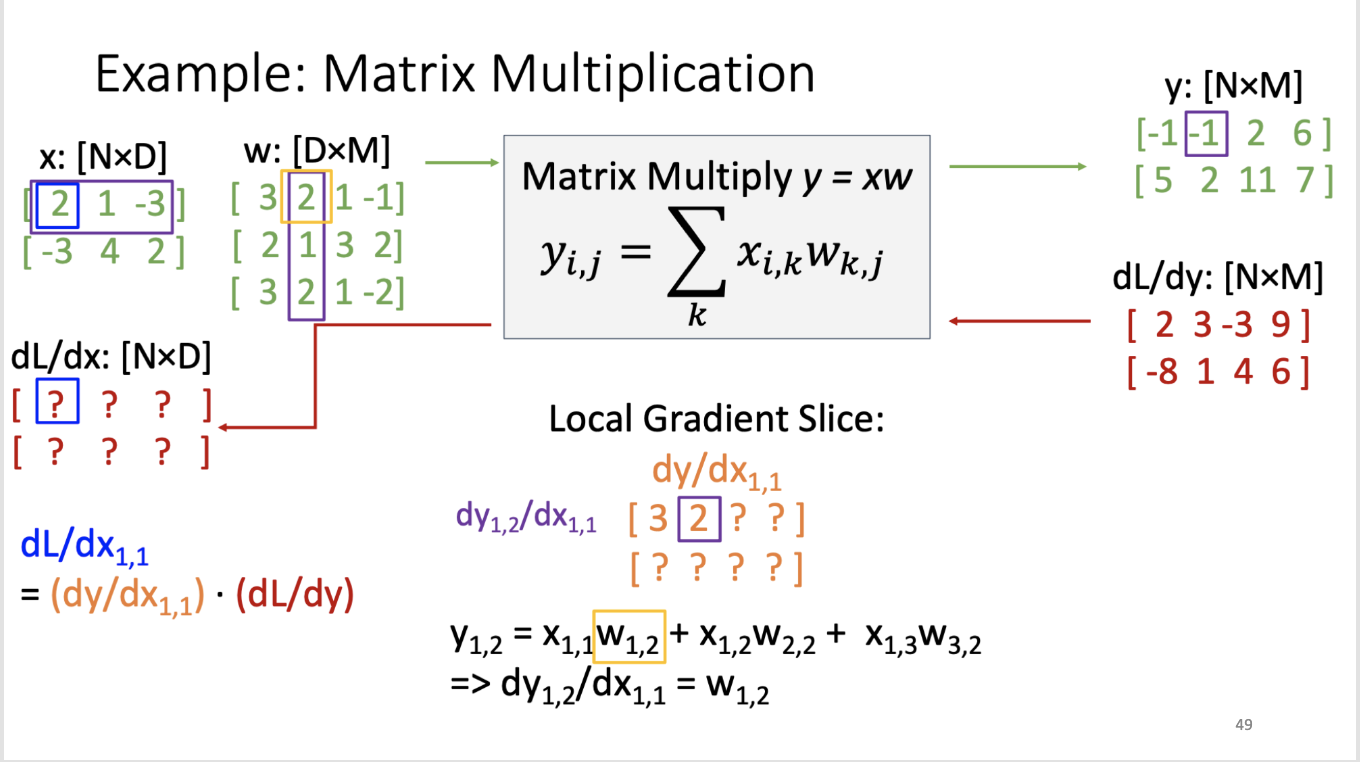 Example: Matrix Multiplication
x: [N×D]
[ 2 1 -3 ]
[ -3 4 2 ]
w: [D×M]
[ 3 2 1 -1]
[ 2 1 3 2]
[ 3 2 1 -2]
Matrix Multiply y = xw
y_{i,j} = ∑_k x_{i,k}w_{k,j}
y: [N×M]
[-1 -1 2 6 ]
[ 5 2 11 7 ]
dL/dy: [N×M]
[ 2 3 -3 9 ]
[ -8 1 4 6 ]
dL/dx: [N×D]
[ ? ? ? ]
[ ? ? ? ]
dL/dx_{1,1}
= (dy/dx_{1,1}) · (dL/dy)
Local Gradient Slice:
dy/dx_{1,1}
dy_{1,2}/dx_{1,1} [ 3 2 ? ? ]
[ ? ? ? ? ]
y_{1,2} = x_{1,1}w_{1,2} + x_{1,2}w_{2,2} + x_{1,3}w_{3,2}
=> dy_{1,2}/dx_{1,1} = w_{1,2}
49